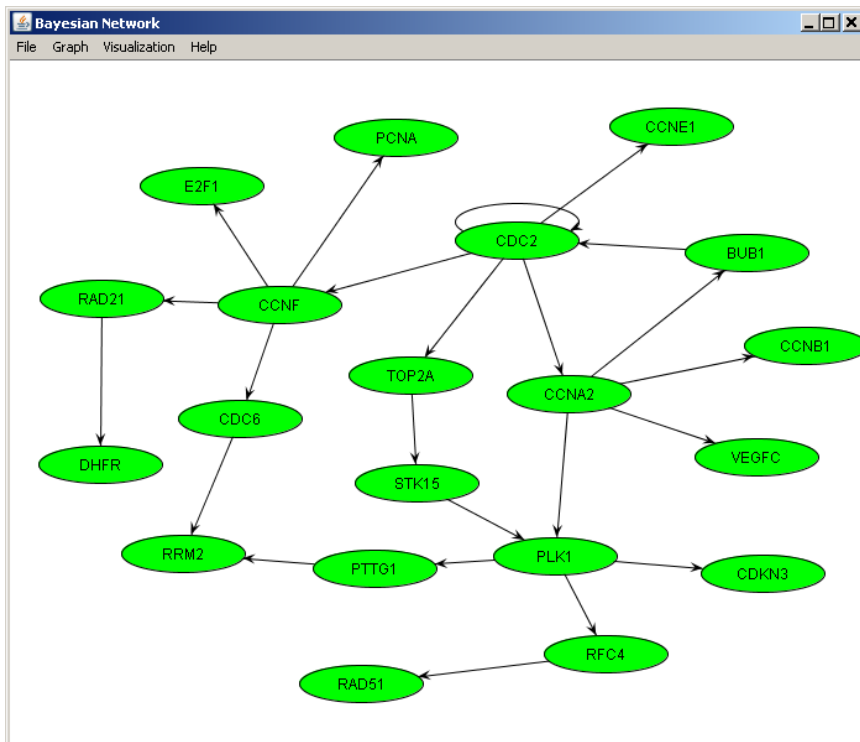 Bayesian Network
File Graph Visualization Help
CCNE1
PCNA
E2F1
CDC2
BUB1
RAD21
CCNF
CCNB1
TOP2A
CCNA2
CDC6
VEGFC
DHFR
STK15
RRM2
PTTG1
PLK1
CDKN3
RFC4
RAD51